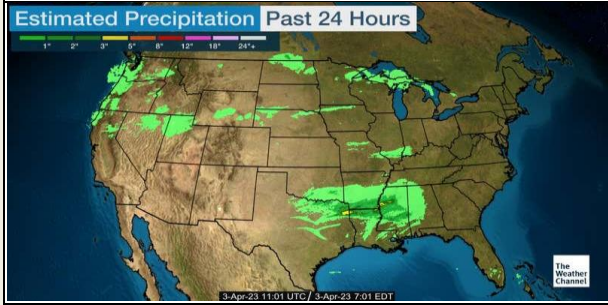 Estimated Precipitation Past 24 Hours
1" 2" 3" 5" 8" 12" 18" 24"+
The
Weather
Channel
3-Apr-23 11:01 UTC / 3-Apr-23 7:01 EDT